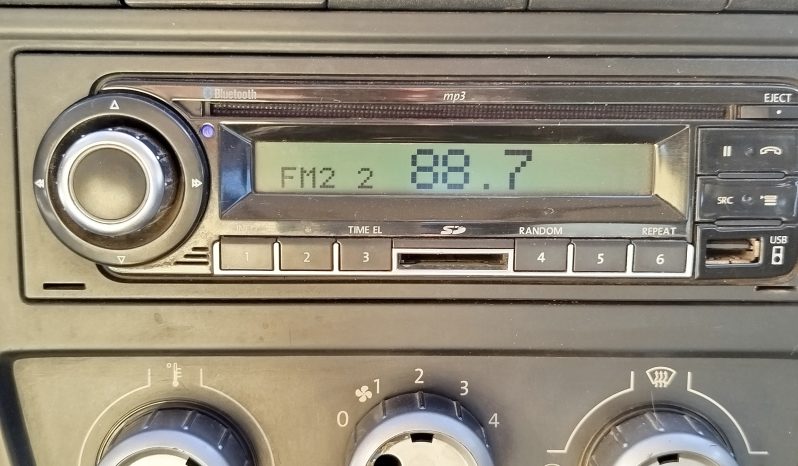 Bluetooth mp3 EJECT
FM2 2 88.7
SRC
TIME EL SD RANDOM REPEAT USB
1 2 3 4 5 6
0 1 2 3 4